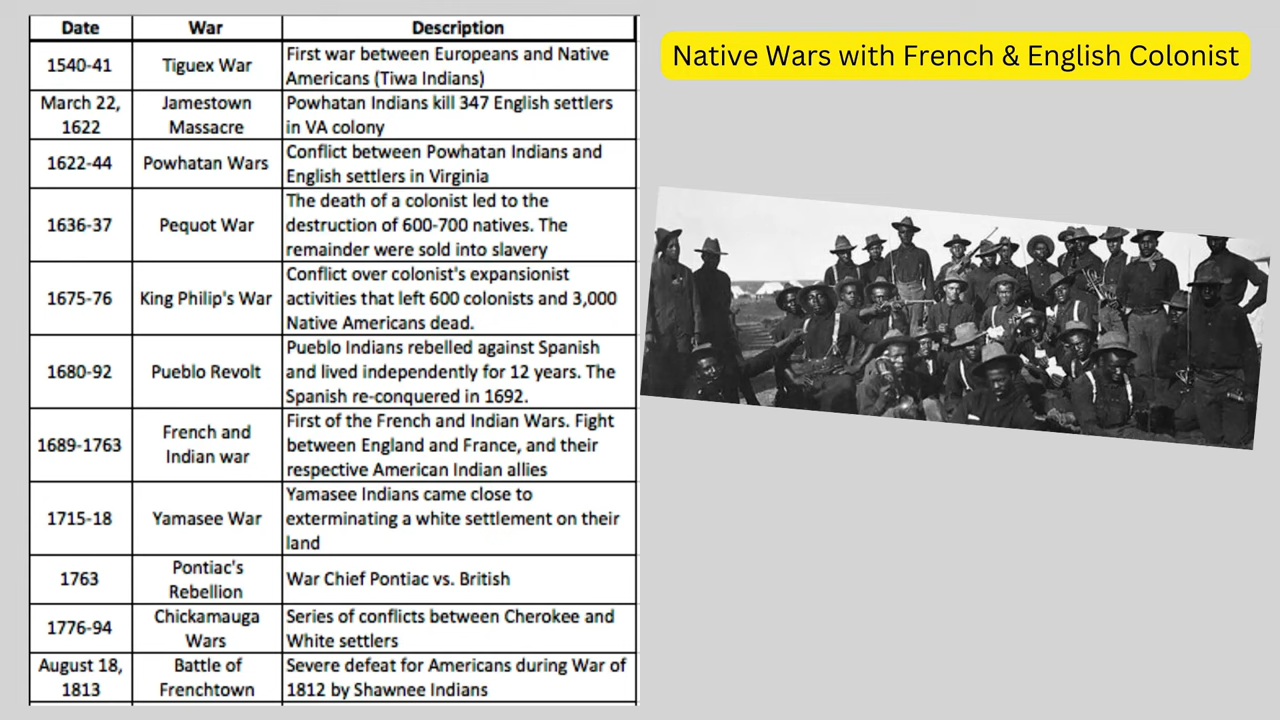 Native Wars with French & English Colonist
Date War Description
1540-41 Tiguex War First war between Europeans and Native
Americans (Tiwa Indians)
March 22, Jamestown Powhatan Indians kill 347 English settlers
1622 Massacre in VA colony
1622-44 Powhatan Wars Conflict between Powhatan Indians and
English settlers in Virginia
The death of a colonist led to the
1636-37 Pequot War destruction of 600-700 natives. The
remainder were sold into slavery
Conflict over colonist's expansionist
1675-76 King Philip's War activities that left 600 colonists and 3,000
Native Americans dead.
Pueblo Indians rebelled against Spanish
1680-92 Pueblo Revolt and lived independently for 12 years. The
Spanish re-conquered in 1692.
First of the French and Indian Wars. Fight
1689-1763 French and Indian war between England and France, and their
respective American Indian allies
Yamasee Indians came close to
1715-18 Yamasee War exterminating a white settlement on their
land
1763 Pontiac's Rebellion War Chief Pontiac vs. British
1776-94 Chickamauga Wars Series of conflicts between Cherokee and
White settlers
August 18, Battle of Severe defeat for Americans during War of
1813 Frenchtown 1812 by Shawnee Indians